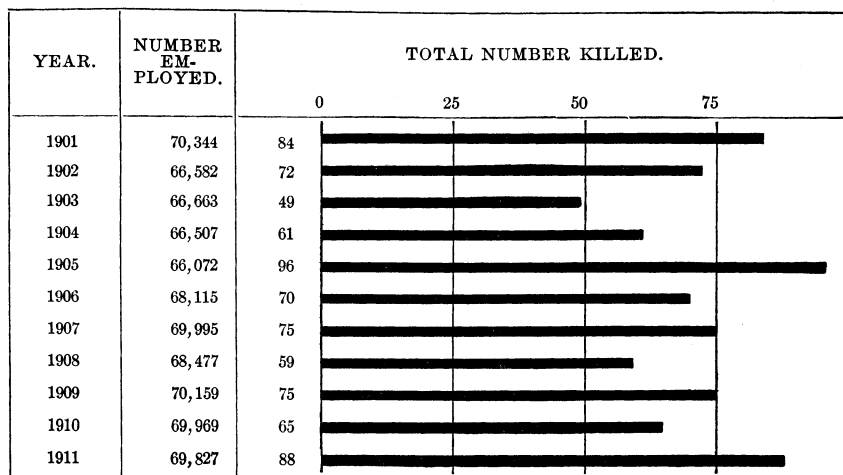 YEAR.
NUMBER
EM-
PLOYED.
TOTAL NUMBER KILLED.
0 25 50 75
1901 70,344 84
1902 66,582 72
1903 66,663 49
1904 66,507 61
1905 66,072 96
1906 68,115 70
1907 69,995 75
1908 68,477 59
1909 70,159 75
1910 69,969 65
1911 69,827 88